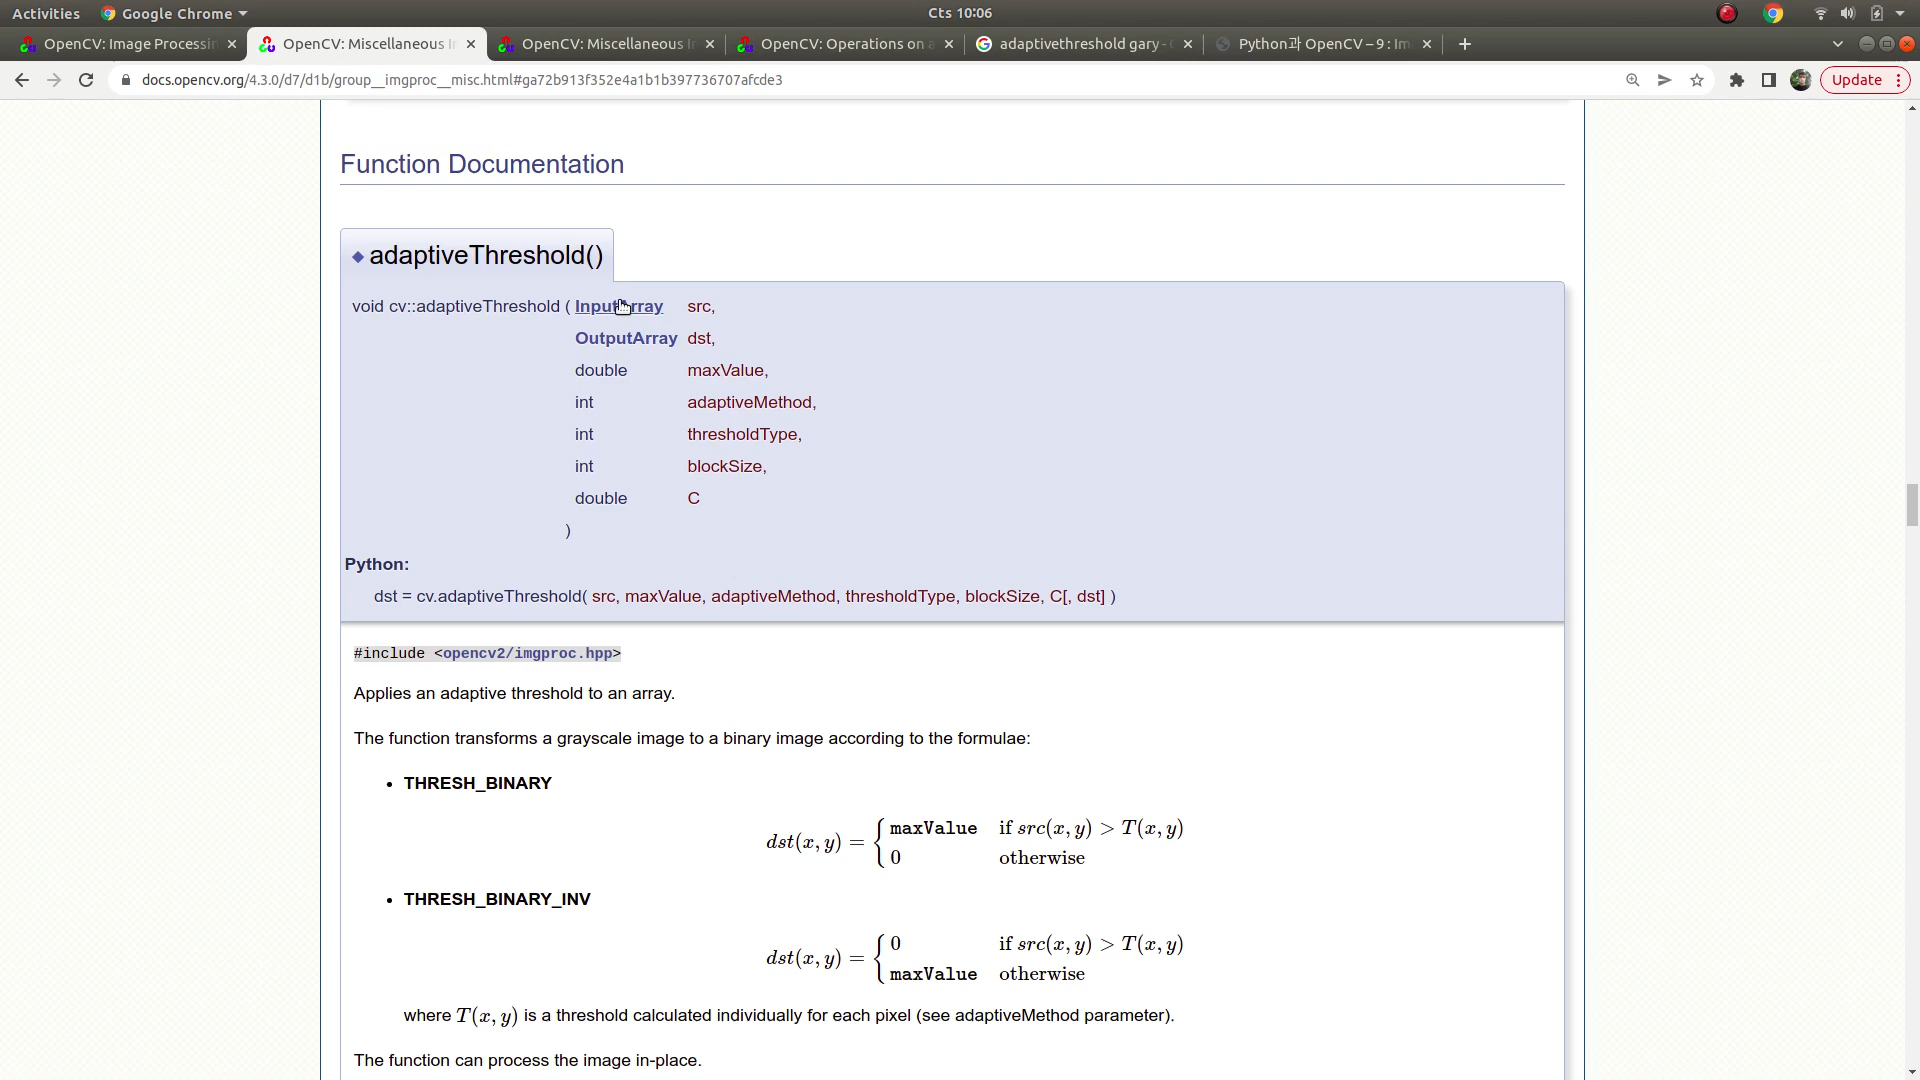 Activities Google Chrome Cts 10:06
OpenCV: Image Processin OpenCV: Miscellaneous I OpenCV: Miscellaneous I OpenCV: Operations on a adaptivethreshold gary - Python과 OpenCV – 9 : Im
docs.opencv.org/4.3.0/d7/d1b/group__imgproc__misc.html#ga72b913f352e4a1b1b397736707afcde3 Update
Function Documentation
◆ adaptiveThreshold()
void cv::adaptiveThreshold ( InputArray src,
OutputArray dst,
double maxValue,
int adaptiveMethod,
int thresholdType,
int blockSize,
double C
)
Python:
dst = cv.adaptiveThreshold( src, maxValue, adaptiveMethod, thresholdType, blockSize, C[, dst] )
#include <opencv2/imgproc.hpp>
Applies an adaptive threshold to an array.
The function transforms a grayscale image to a binary image according to the formulae:
• THRESH_BINARY
dst(x, y) = { maxValue if src(x, y) > T(x, y)
0 otherwise
• THRESH_BINARY_INV
dst(x, y) = { 0 if src(x, y) > T(x, y)
maxValue otherwise
where T(x, y) is a threshold calculated individually for each pixel (see adaptiveMethod parameter).
The function can process the image in-place.